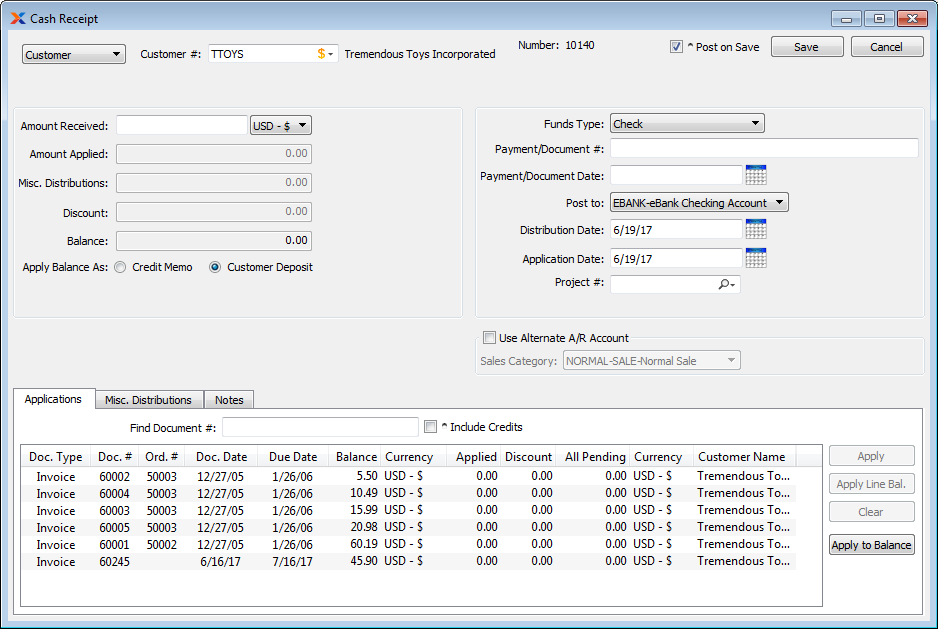 Cash Receipt
Customer Customer #: TTOYS $ Tremendous Toys Incorporated Number: 10140 ^ Post on Save Save Cancel
Amount Received: USD - $
Amount Applied: 0.00
Misc. Distributions: 0.00
Discount: 0.00
Balance: 0.00
Apply Balance As: Credit Memo Customer Deposit
Funds Type: Check
Payment/Document #:
Payment/Document Date:
Post to: EBANK-eBank Checking Account
Distribution Date: 6/19/17
Application Date: 6/19/17
Project #:
Use Alternate A/R Account
Sales Category: NORMAL-SALE-Normal Sale
Applications Misc. Distributions Notes
Find Document #: ^ Include Credits
Doc. Type Doc. # Ord. # Doc. Date Due Date Balance Currency Applied Discount All Pending Currency Customer Name
Invoice 60002 50003 12/27/05 1/26/06 5.50 USD - $ 0.00 0.00 0.00 USD - $ Tremendous To...
Invoice 60004 50003 12/27/05 1/26/06 10.49 USD - $ 0.00 0.00 0.00 USD - $ Tremendous To...
Invoice 60003 50003 12/27/05 1/26/06 15.99 USD - $ 0.00 0.00 0.00 USD - $ Tremendous To...
Invoice 60005 50003 12/27/05 1/26/06 20.98 USD - $ 0.00 0.00 0.00 USD - $ Tremendous To...
Invoice 60001 50002 12/27/05 1/26/06 60.19 USD - $ 0.00 0.00 0.00 USD - $ Tremendous To...
Invoice 60245 6/16/17 7/16/17 45.90 USD - $ 0.00 0.00 0.00 USD - $ Tremendous To...
Apply
Apply Line Bal.
Clear
Apply to Balance